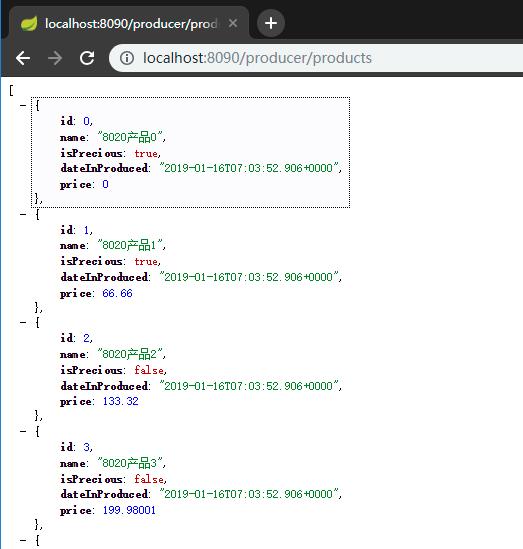 localhost:8090/producer/prod
localhost:8090/producer/products
[
– {
id: 0,
name: "8020产品0",
isPrecious: true,
dateInProduced: "2019-01-16T07:03:52.906+0000",
price: 0
},
– {
id: 1,
name: "8020产品1",
isPrecious: true,
dateInProduced: "2019-01-16T07:03:52.906+0000",
price: 66.66
},
– {
id: 2,
name: "8020产品2",
isPrecious: false,
dateInProduced: "2019-01-16T07:03:52.906+0000",
price: 133.32
},
– {
id: 3,
name: "8020产品3",
isPrecious: false,
dateInProduced: "2019-01-16T07:03:52.906+0000",
price: 199.98001
},
– {